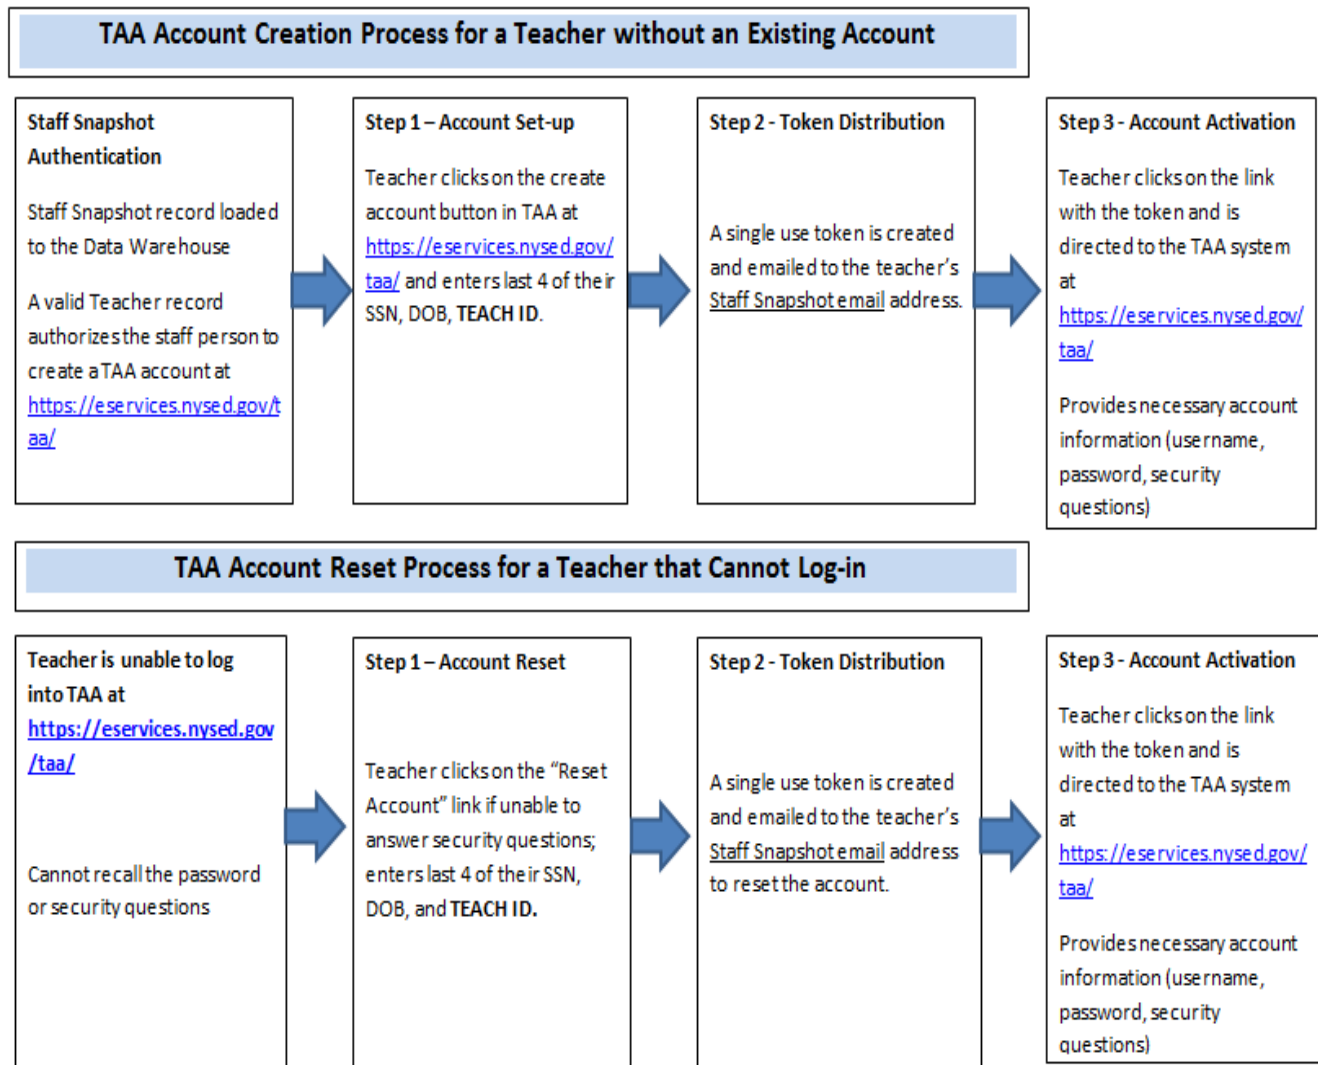 TAA Account Creation Process for a Teacher without an Existing Account
Staff Snapshot
Authentication
Staff Snapshot record loaded
to the Data Warehouse
A valid Teacher record
authorizes the staff person to
create a TAA account at
https://eservices.nysed.gov/t
aa/
Step 1 – Account Set-up
Teacher clicks on the create
account button in TAA at
https://eservices.nysed.gov/
taa/ and enters last 4 of their
SSN, DOB, TEACH ID.
Step 2 - Token Distribution
A single use token is created
and emailed to the teacher's
Staff Snapshot email address.
Step 3 - Account Activation
Teacher clicks on the link
with the token and is
directed to the TAA system
at
https://eservices.nysed.gov/
taa/
Provides necessary account
information (username,
password, security
questions)
TAA Account Reset Process for a Teacher that Cannot Log-in
Teacher is unable to log
into TAA at
https://eservices.nysed.gov
/taa/
Cannot recall the password
or security questions
Step 1 – Account Reset
Teacher clicks on the “Reset
Account” link if unable to
answer security questions;
enters last 4 of their SSN,
DOB, and TEACH ID.
Step 2 - Token Distribution
A single use token is created
and emailed to the teacher's
Staff Snapshot email address
to reset the account.
Step 3 - Account Activation
Teacher clicks on the link
with the token and is
directed to the TAA system
at
https://eservices.nysed.gov/
taa/
Provides necessary account
information (username,
password, security
questions)